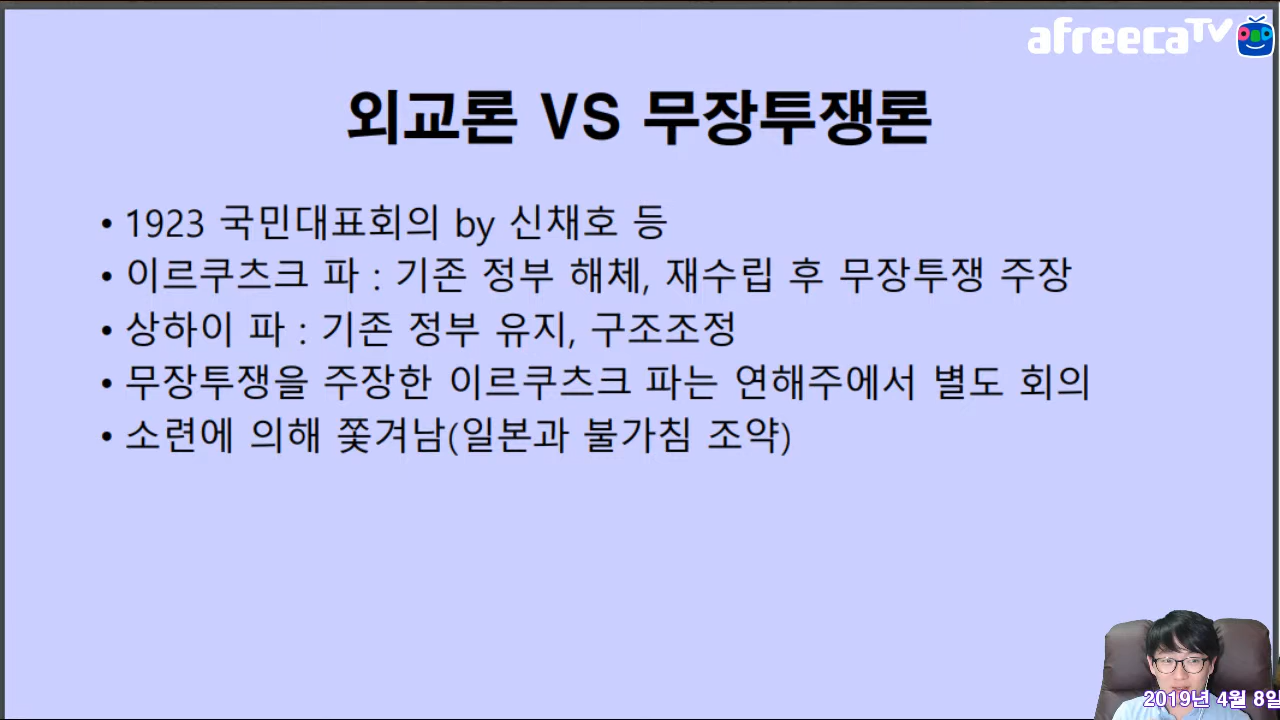 afreecaTV
외교론 VS 무장투쟁론
• 1923 국민대표회의 by 신채호 등
• 이르쿠츠크 파 : 기존 정부 해체, 재수립 후 무장투쟁 주장
• 상하이 파 : 기존 정부 유지, 구조조정
• 무장투쟁을 주장한 이르쿠츠크 파는 연해주에서 별도 회의
• 소련에 의해 쫓겨남(일본과 불가침 조약)
2019년 4월 8일